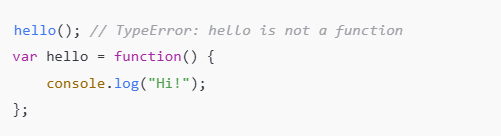 hello(); // TypeError: hello is not a function
var hello = function() {
    console.log("Hi!");
};